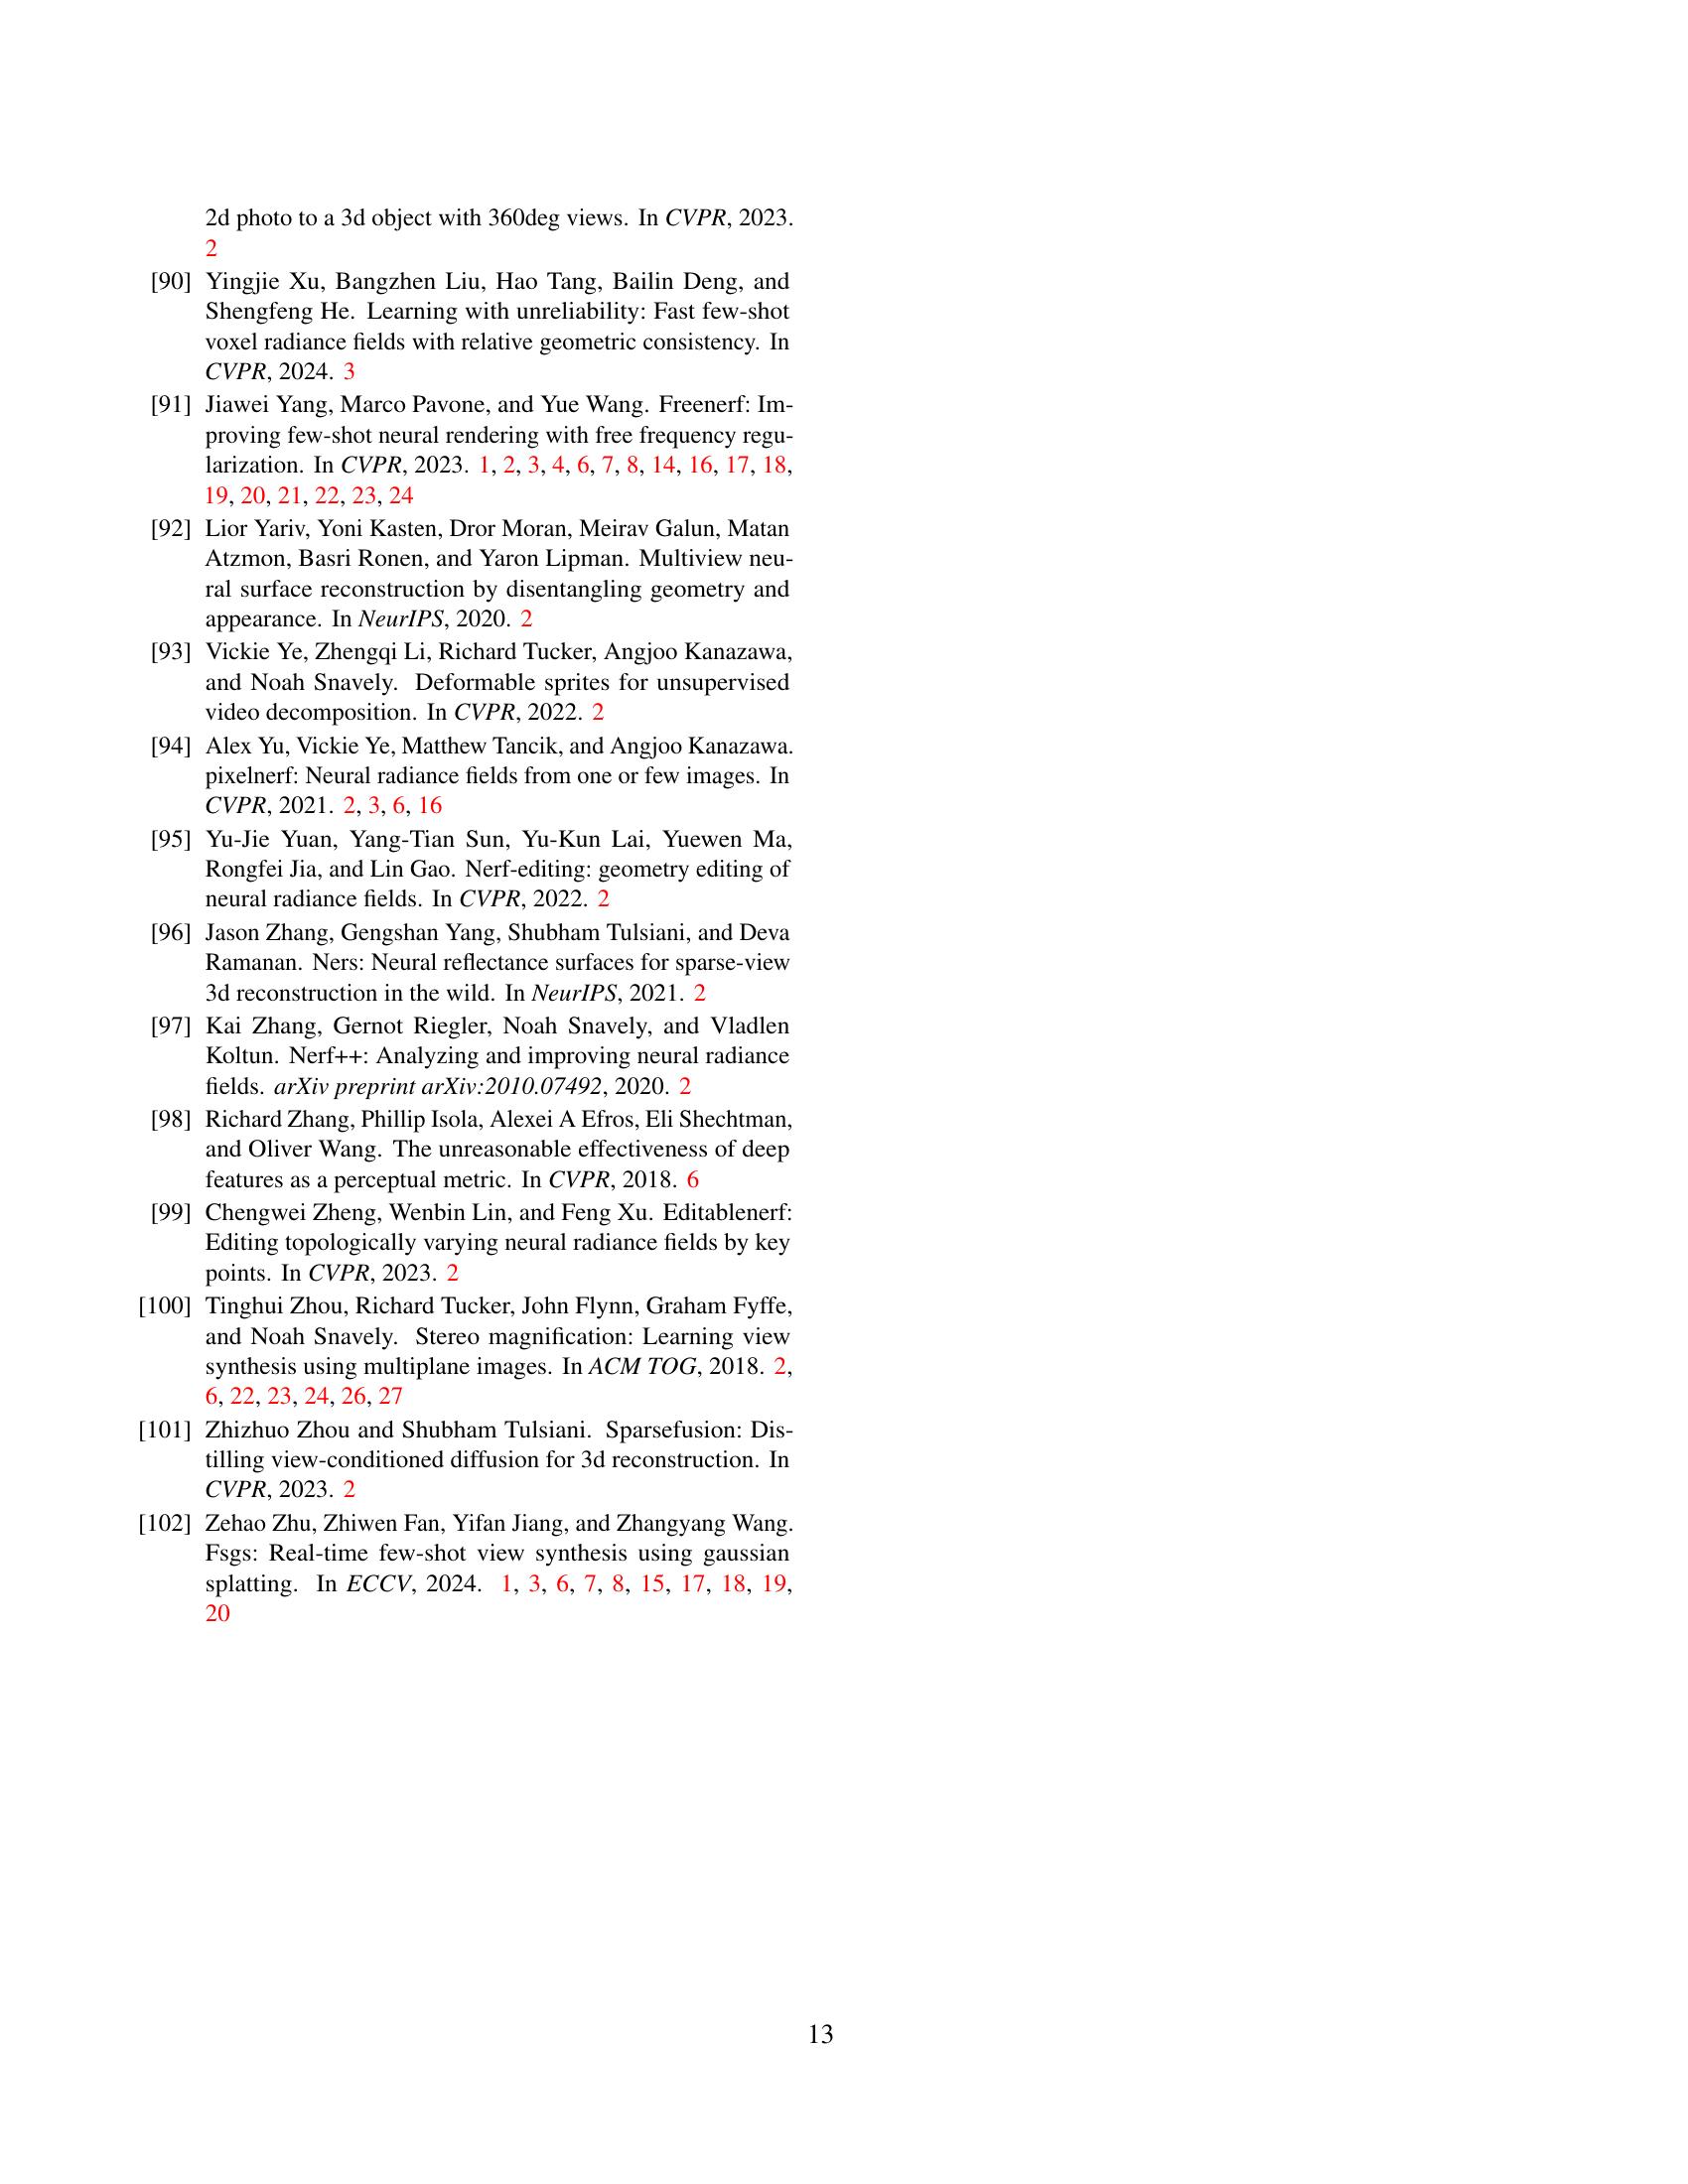 2d photo to a 3d object with 360deg views. In CVPR, 2023.
2
[90] Yingjie Xu, Bangzhen Liu, Hao Tang, Bailin Deng, and
Shengfeng He. Learning with unreliability: Fast few-shot
voxel radiance fields with relative geometric consistency. In
CVPR, 2024. 3
[91] Jiawei Yang, Marco Pavone, and Yue Wang. Freenerf: Im-
proving few-shot neural rendering with free frequency regu-
larization. In CVPR, 2023. 1, 2, 3, 4, 6, 7, 8, 14, 16, 17, 18,
19, 20, 21, 22, 23, 24
[92] Lior Yariv, Yoni Kasten, Dror Moran, Meirav Galun, Matan
Atzmon, Basri Ronen, and Yaron Lipman. Multiview neu-
ral surface reconstruction by disentangling geometry and
appearance. In NeurIPS, 2020. 2
[93] Vickie Ye, Zhengqi Li, Richard Tucker, Angjoo Kanazawa,
and Noah Snavely. Deformable sprites for unsupervised
video decomposition. In CVPR, 2022. 2
[94] Alex Yu, Vickie Ye, Matthew Tancik, and Angjoo Kanazawa.
pixelnerf: Neural radiance fields from one or few images. In
CVPR, 2021. 2, 3, 6, 16
[95] Yu-Jie Yuan, Yang-Tian Sun, Yu-Kun Lai, Yuewen Ma,
Rongfei Jia, and Lin Gao. Nerf-editing: geometry editing of
neural radiance fields. In CVPR, 2022. 2
[96] Jason Zhang, Gengshan Yang, Shubham Tulsiani, and Deva
Ramanan. Ners: Neural reflectance surfaces for sparse-view
3d reconstruction in the wild. In NeurIPS, 2021. 2
[97] Kai Zhang, Gernot Riegler, Noah Snavely, and Vladlen
Koltun. Nerf++: Analyzing and improving neural radiance
fields. arXiv preprint arXiv:2010.07492, 2020. 2
[98] Richard Zhang, Phillip Isola, Alexei A Efros, Eli Shechtman,
and Oliver Wang. The unreasonable effectiveness of deep
features as a perceptual metric. In CVPR, 2018. 6
[99] Chengwei Zheng, Wenbin Lin, and Feng Xu. Editablenerf:
Editing topologically varying neural radiance fields by key
points. In CVPR, 2023. 2
[100] Tinghui Zhou, Richard Tucker, John Flynn, Graham Fyffe,
and Noah Snavely. Stereo magnification: Learning view
synthesis using multiplane images. In ACM TOG, 2018. 2,
6, 22, 23, 24, 26, 27
[101] Zhizhuo Zhou and Shubham Tulsiani. Sparsefusion: Dis-
tilling view-conditioned diffusion for 3d reconstruction. In
CVPR, 2023. 2
[102] Zehao Zhu, Zhiwen Fan, Yifan Jiang, and Zhangyang Wang.
Fsgs: Real-time few-shot view synthesis using gaussian
splatting. In ECCV, 2024. 1, 3, 6, 7, 8, 15, 17, 18, 19,
20
13